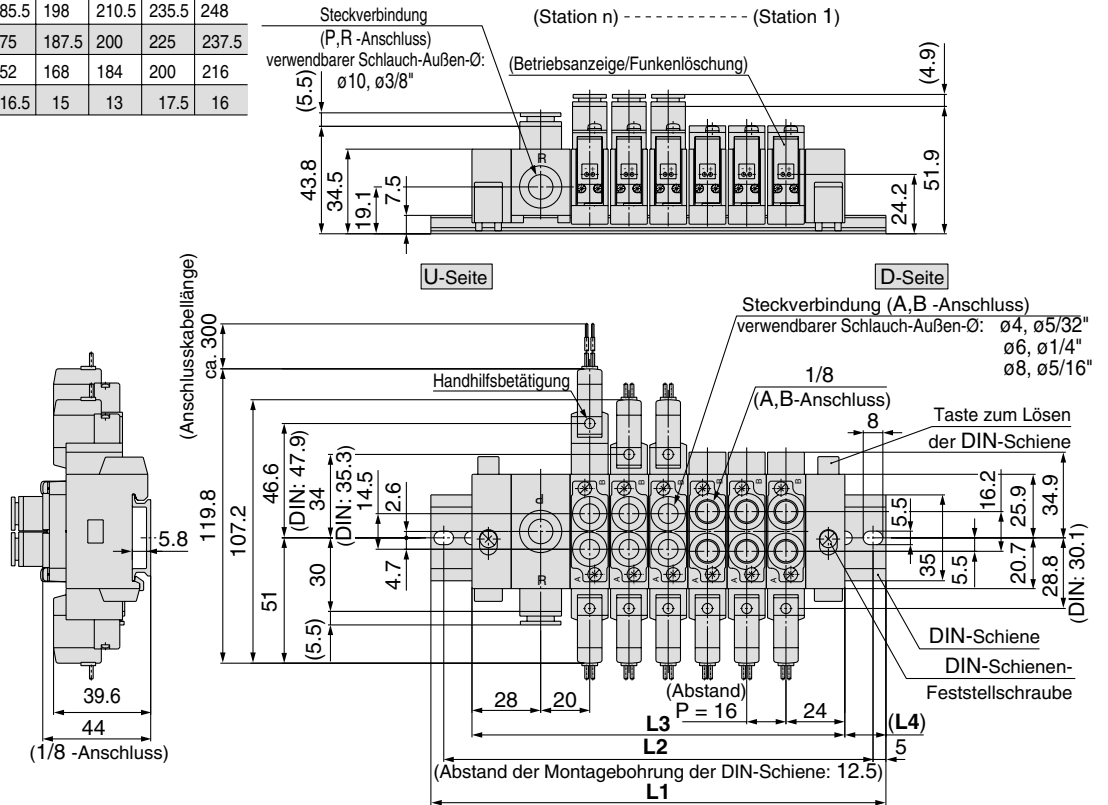 85.5 198 210.5 235.5 248
75 187.5 200 225 237.5
52 168 184 200 216
16.5 15 13 17.5 16
Steckverbindung
(P,R -Anschluss)
verwendbarer Schlauch-Außen-Ø:
ø10, ø3/8"
(Station n) - - - - - - - - - - - (Station 1)
(Betriebsanzeige/Funkenlöschung)
(4.9)
(5.5)
43.8
34.5
19.1
7.5
R
24.2
51.9
U-Seite
D-Seite
Steckverbindung (A,B -Anschluss)
verwendbarer Schlauch-Außen-Ø: ø4, ø5/32"
ø6, ø1/4"
ø8, ø5/16"
(Anschlusskabellänge)
ca. 300
Handhilfsbetätigung
1/8
(A,B-Anschluss)
8
Taste zum Lösen
der DIN-Schiene
119.8
107.2
46.6
(DIN: 47.9)
34
(DIN: 35.3)
14.5
2.6
4.7
30
(5.5)
51
P
R
B B B B B B
A A A A A A
5.5
16.2
25.9
34.9
35
5.5
20.7
28.8
(DIN: 30.1)
5.8
39.6
44
(1/8 -Anschluss)
DIN-Schiene
DIN-Schienen-
Feststellschraube
28
20
(Abstand)
P = 16
24
L3
(L4)
L2
5
(Abstand der Montagebohrung der DIN-Schiene: 12.5)
L1